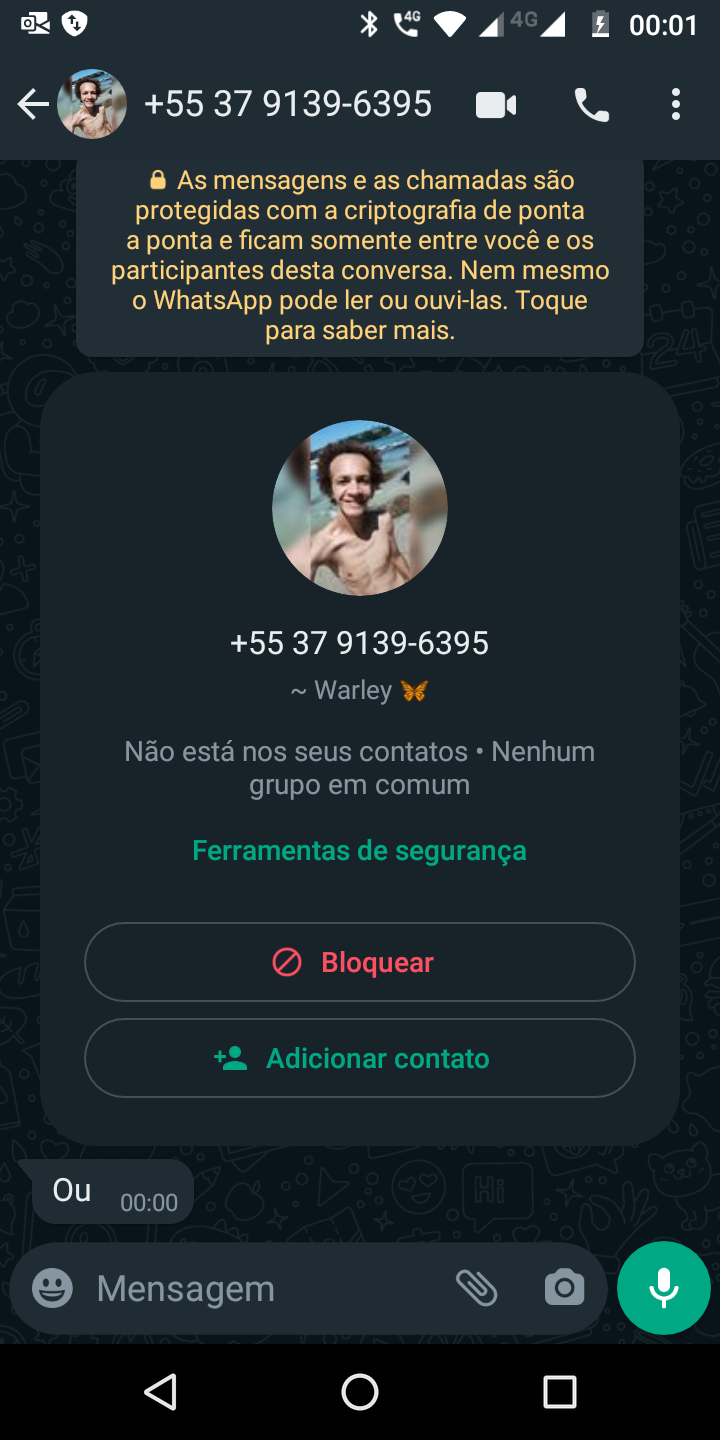 4G
4G
00:01
+55 37 9139-6395
As mensagens e as chamadas são
protegidas com a criptografia de ponta
a ponta e ficam somente entre você e os
participantes desta conversa. Nem mesmo
o WhatsApp pode ler ou ouvi-las. Toque
para saber mais.
+55 37 9139-6395
~ Warley 🦋
Não está nos seus contatos • Nenhum
grupo em comum
Ferramentas de segurança
Bloquear
Adicionar contato
Ou 00:00
Mensagem